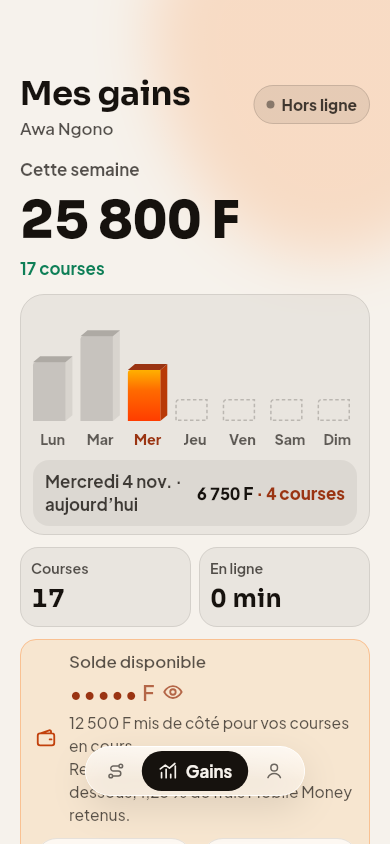 Mes gains
Hors ligne
Awa Ngono
Cette semaine
25 800 F
17 courses
Lun Mar Mer Jeu Ven Sam Dim
Mercredi 4 nov. ·
aujourd’hui
6 750 F · 4 courses
Courses
17
En ligne
0 min
Solde disponible
••••• F
12 500 F mis de côté pour vos courses
en cours.
Gains
Money
retenus.